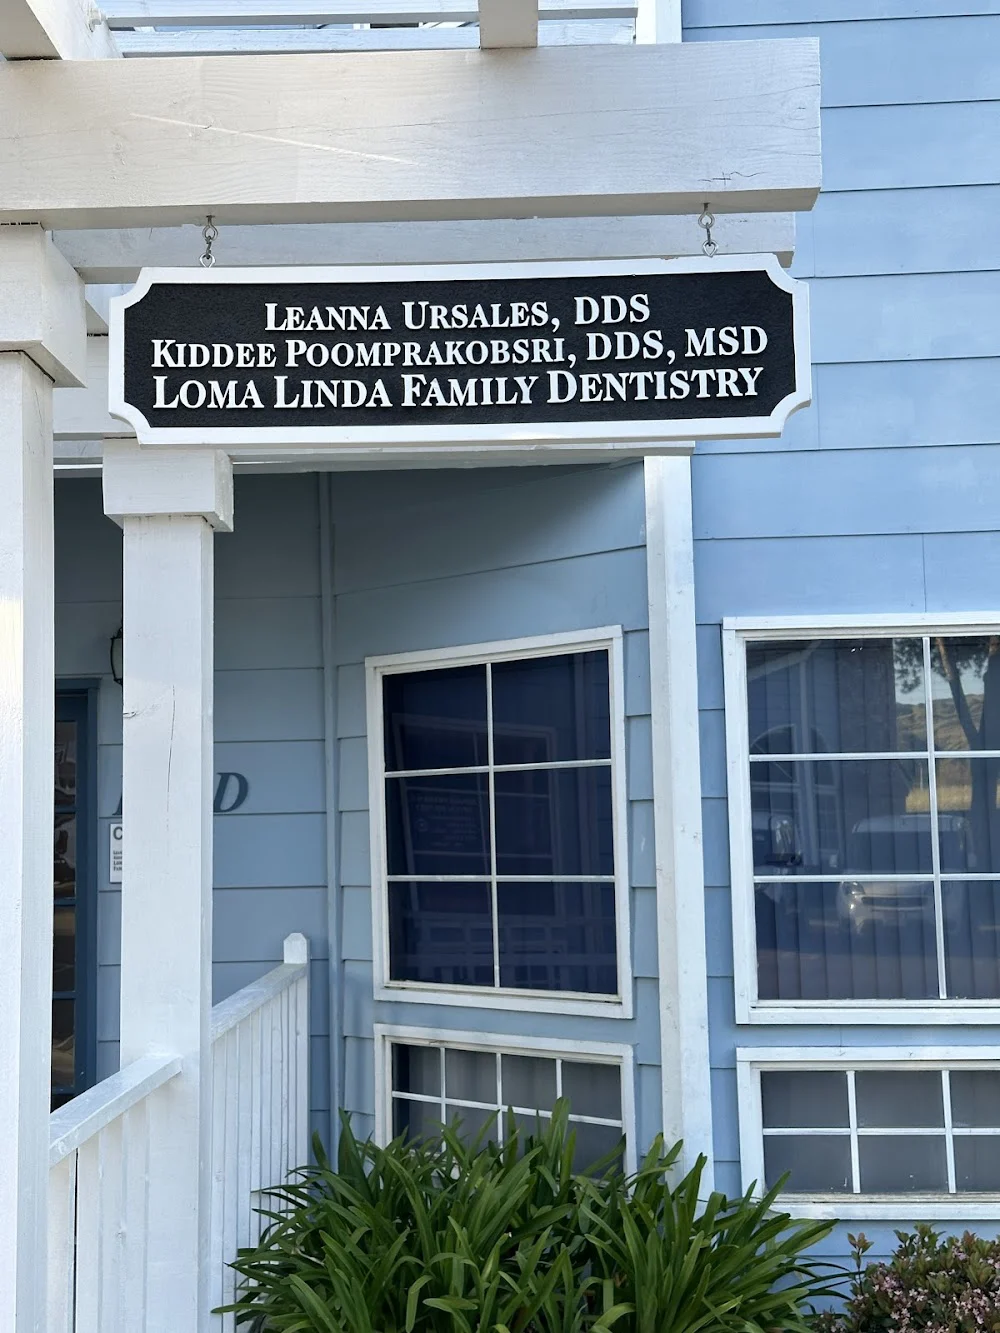 LEANNA URSALES, DDS
KIDDEE POOMPRAKOBSRI, DDS, MSD
LOMA LINDA FAMILY DENTISTRY
D
C